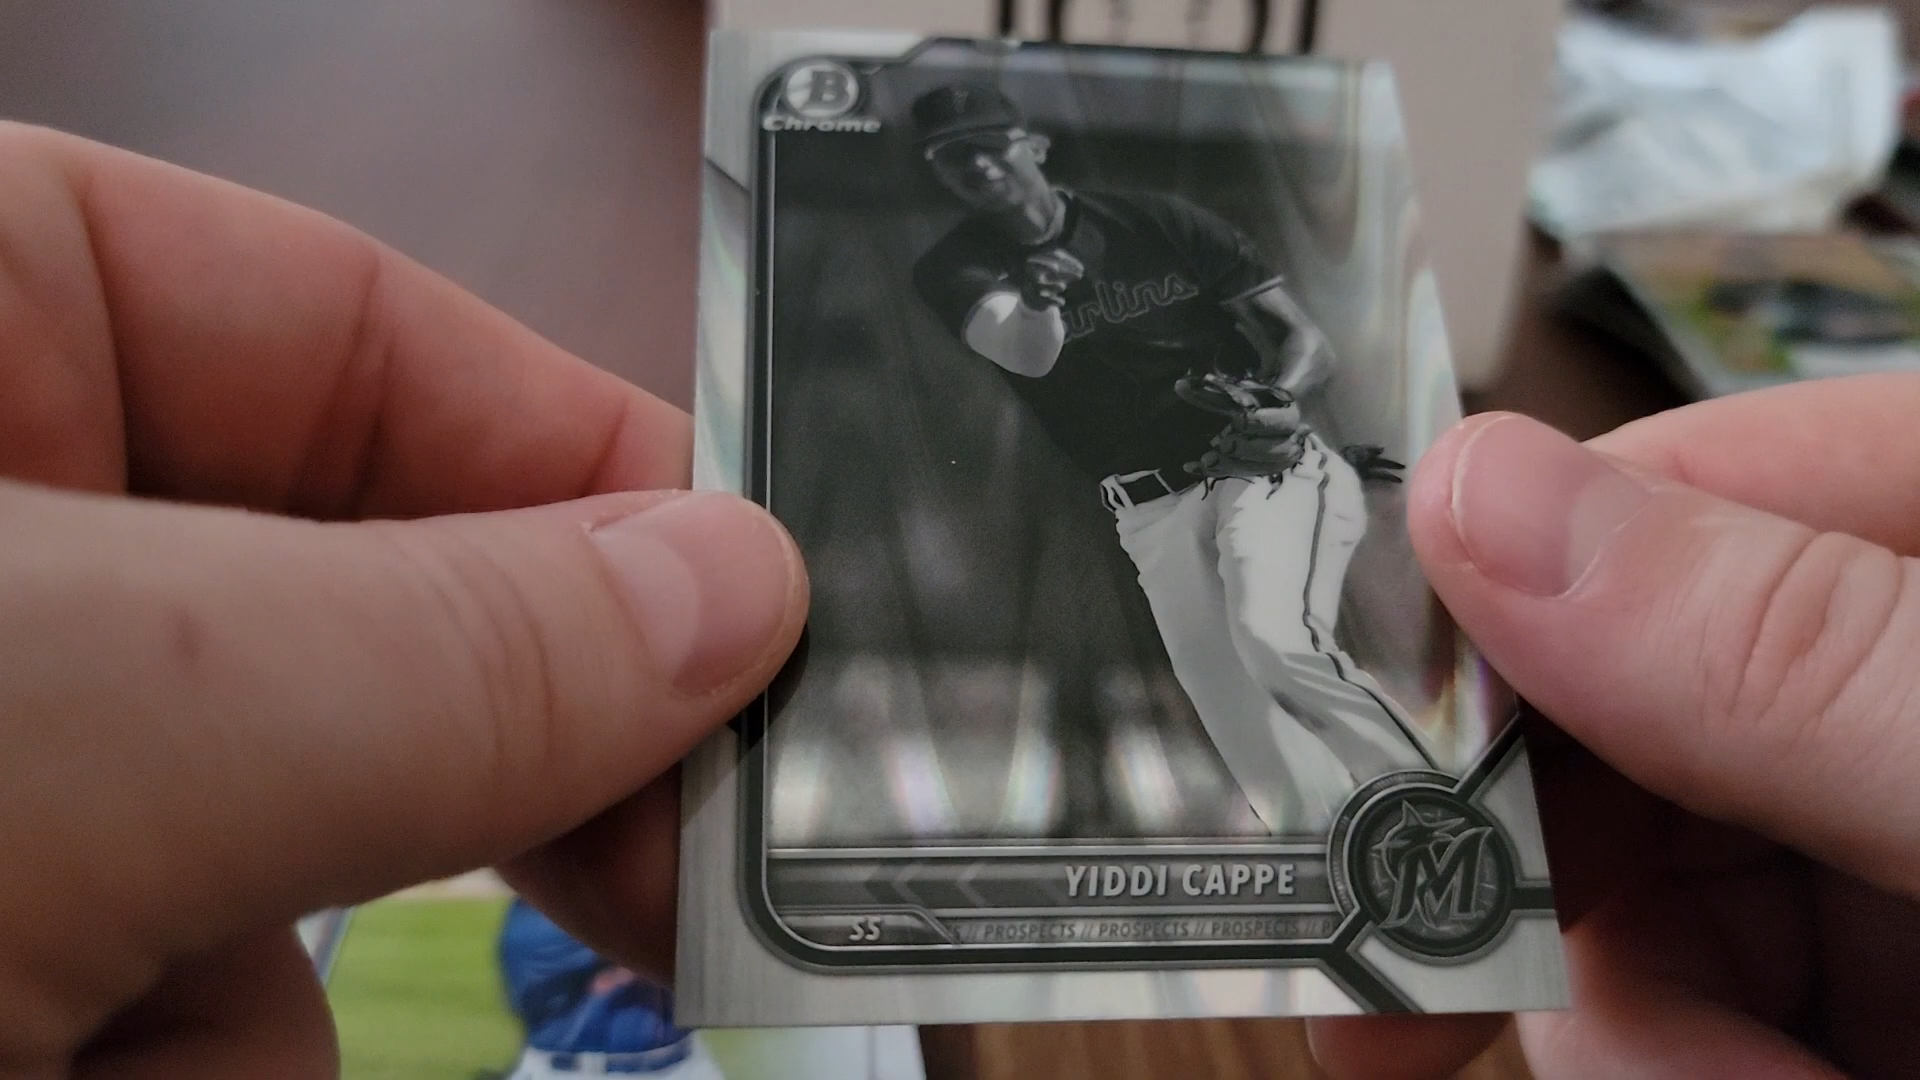 B
Chrome
arlins
YIDDI CAPPE
M
SS
S // PROSPECTS // PROSPECTS // PROSPECTS // P